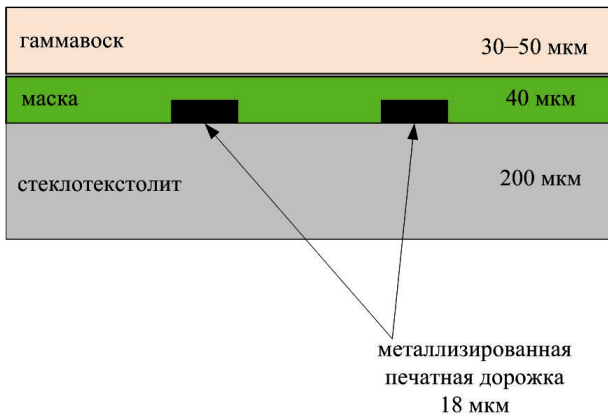 гаммавоск
30–50 мкм
маска
40 мкм
стеклотекстолит
200 мкм
металлизированная
печатная дорожка
18 мкм